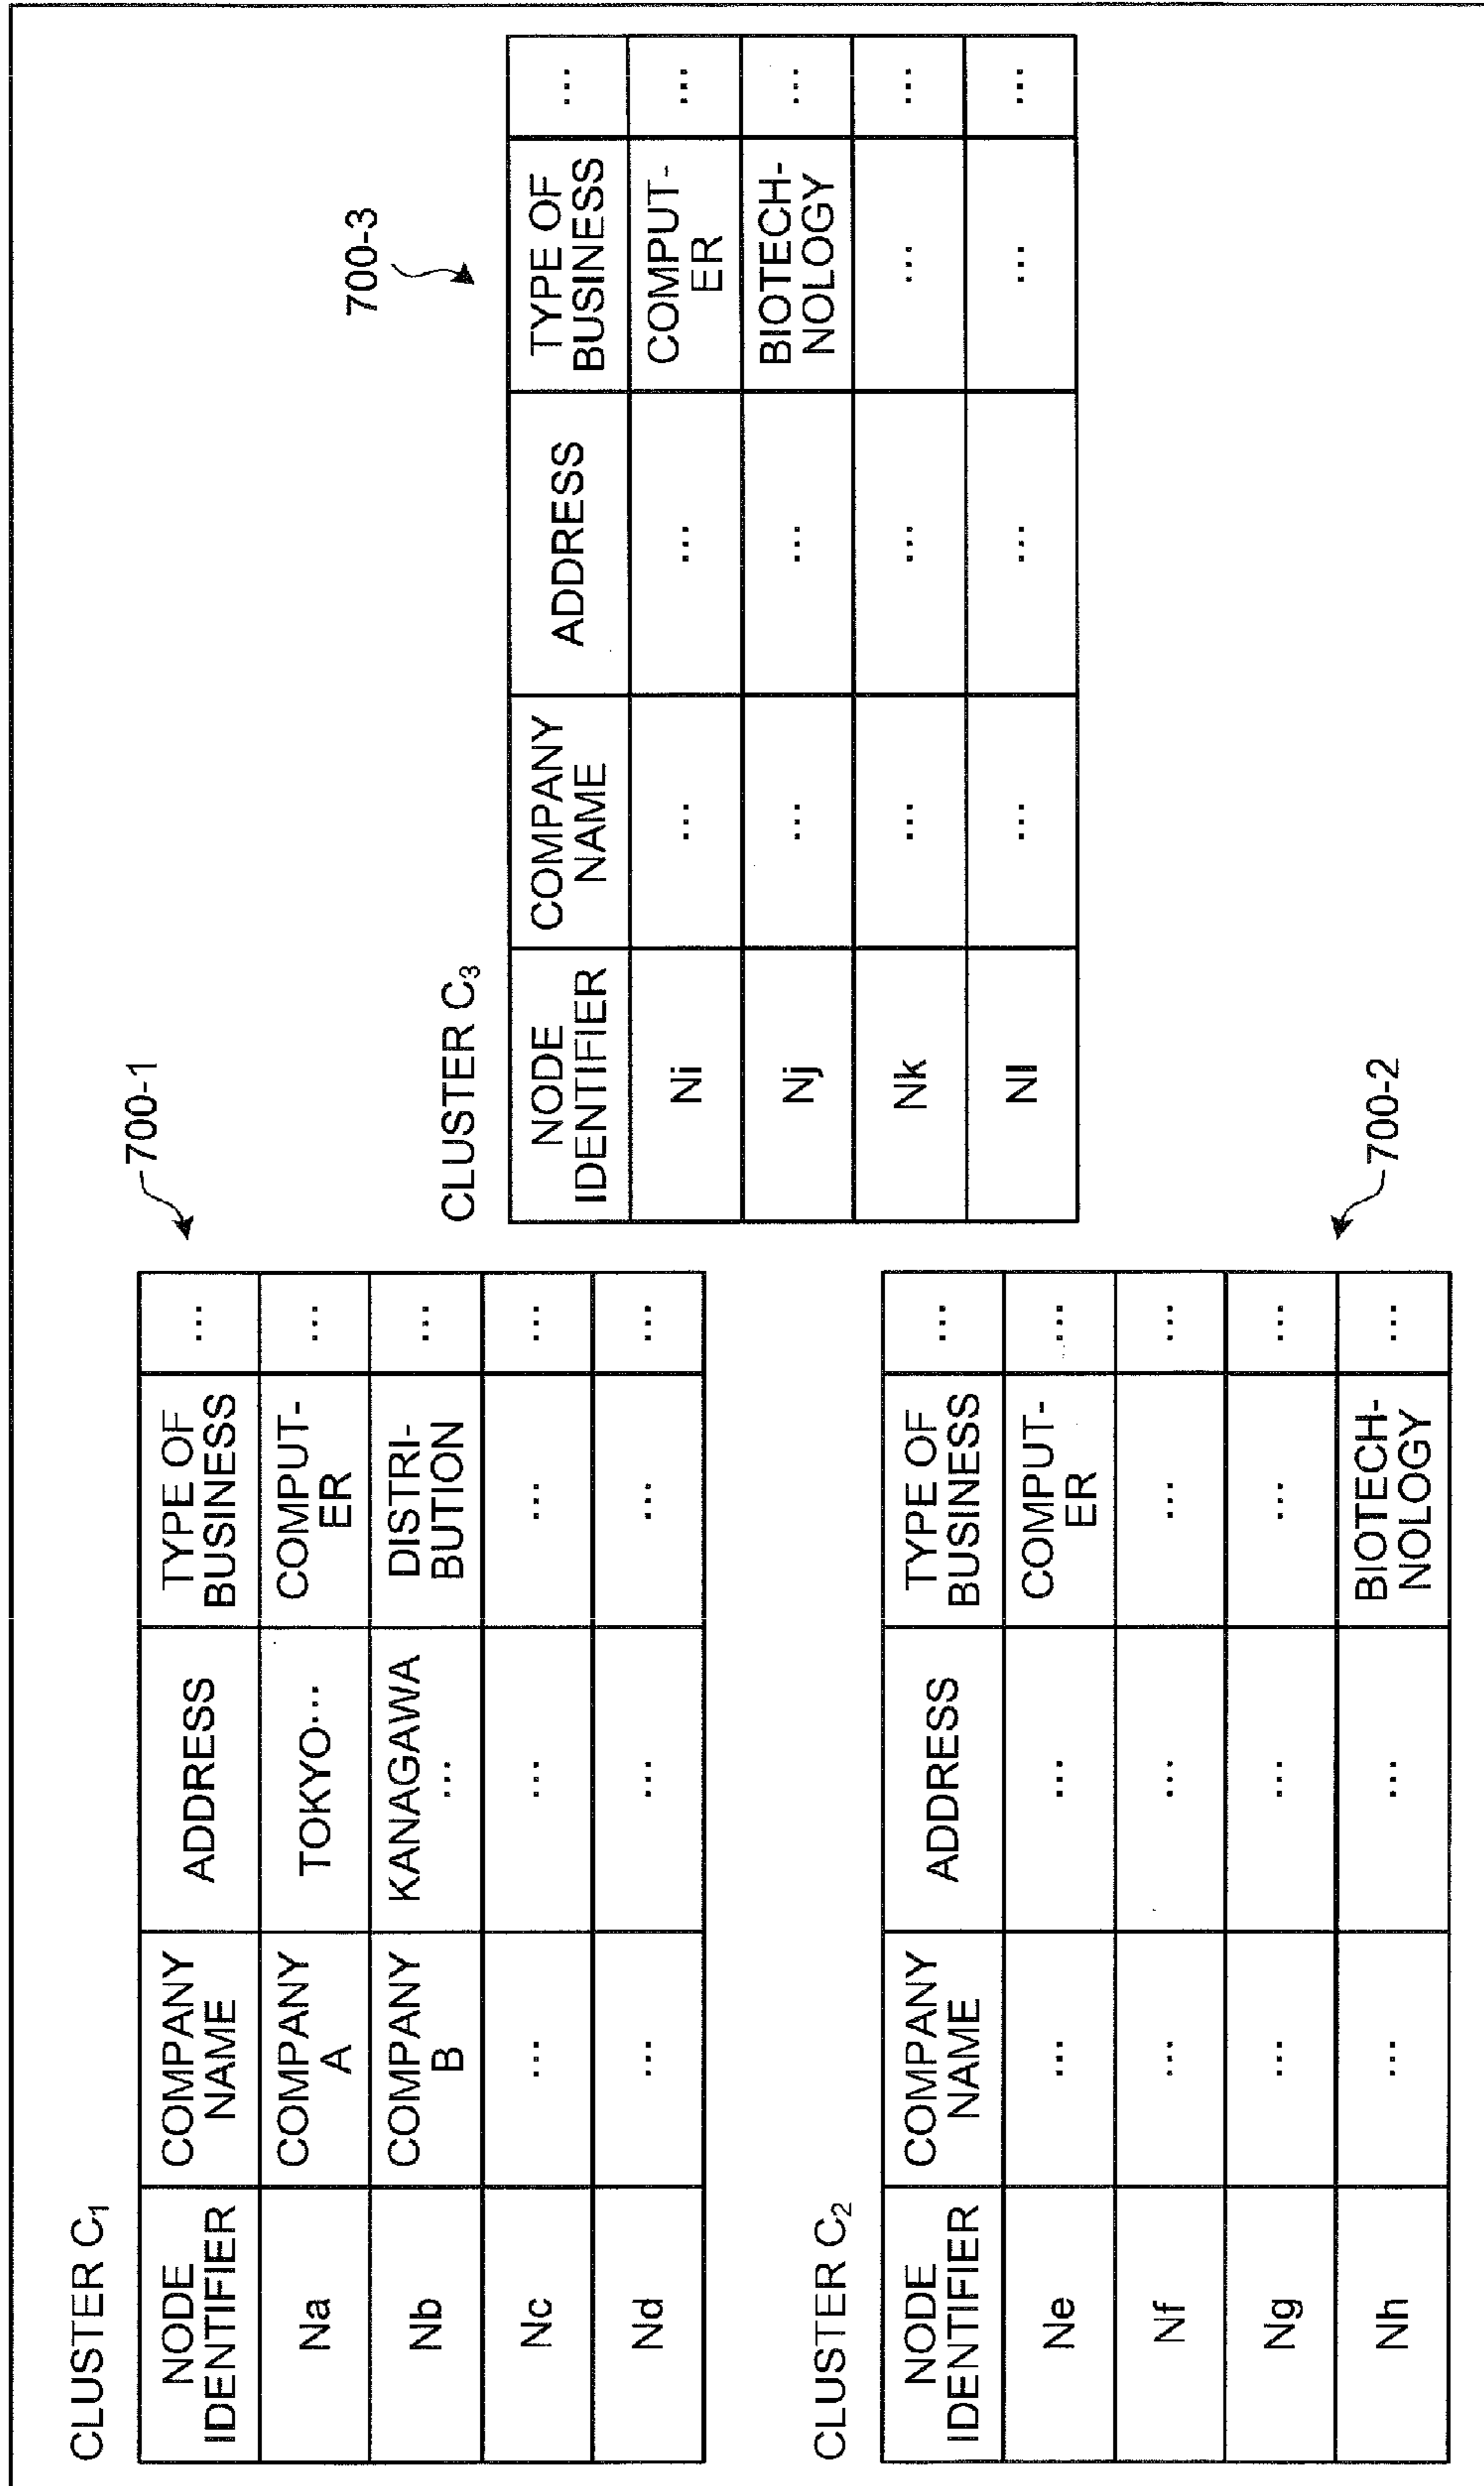 CLUSTER C₁
700-1
NODE IDENTIFIER COMPANY NAME ADDRESS TYPE OF BUSINESS ...
Na COMPANY A TOKYO... COMPUT-ER ...
Nb COMPANY B KANAGAWA ... DISTRI-BUTION ...
Nc ... ... ... ...
Nd ... ... ... ...
CLUSTER C₂
700-2
NODE IDENTIFIER COMPANY NAME ADDRESS TYPE OF BUSINESS ...
Ne ... ... COMPUT-ER ...
Nf ... ... ... ...
Ng ... ... ... ...
Nh ... ... BIOTECH-NOLOGY ...
CLUSTER C₃
700-3
NODE IDENTIFIER COMPANY NAME ADDRESS TYPE OF BUSINESS ...
Ni ... ... COMPUT-ER ...
Nj ... ... BIOTECH-NOLOGY ...
Nk ... ... ... ...
Nl ... ... ... ...